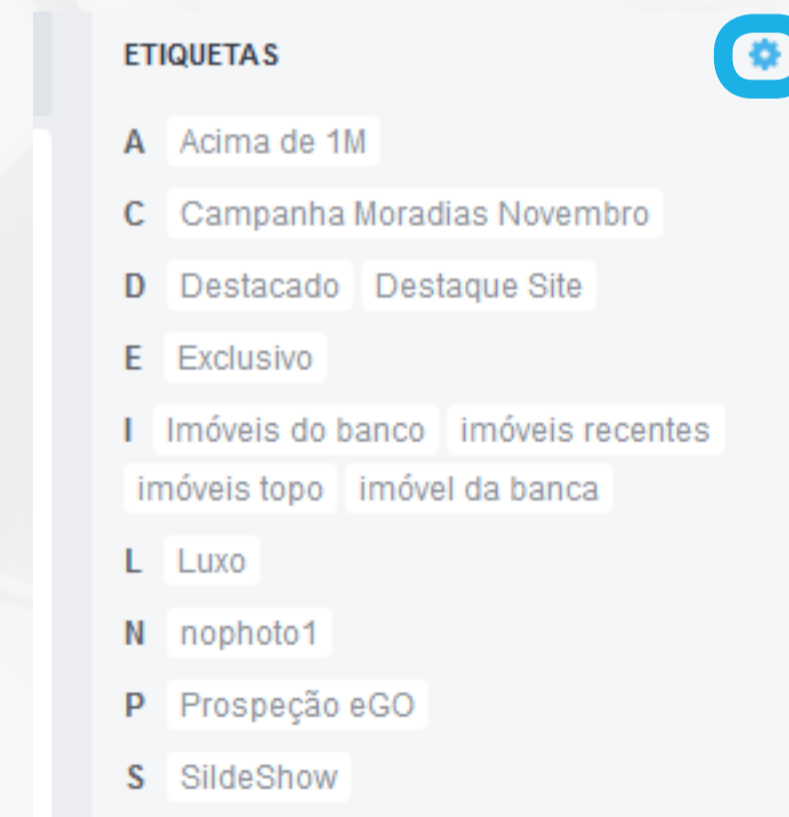 ETIQUETAS
A Acima de 1M
C Campanha Moradias Novembro
D Destacado Destaque Site
E Exclusivo
I Imóveis do banco imóveis recentes
imóveis topo imóvel da banca
L Luxo
N nophoto1
P Prospeção eGO
S SildeShow